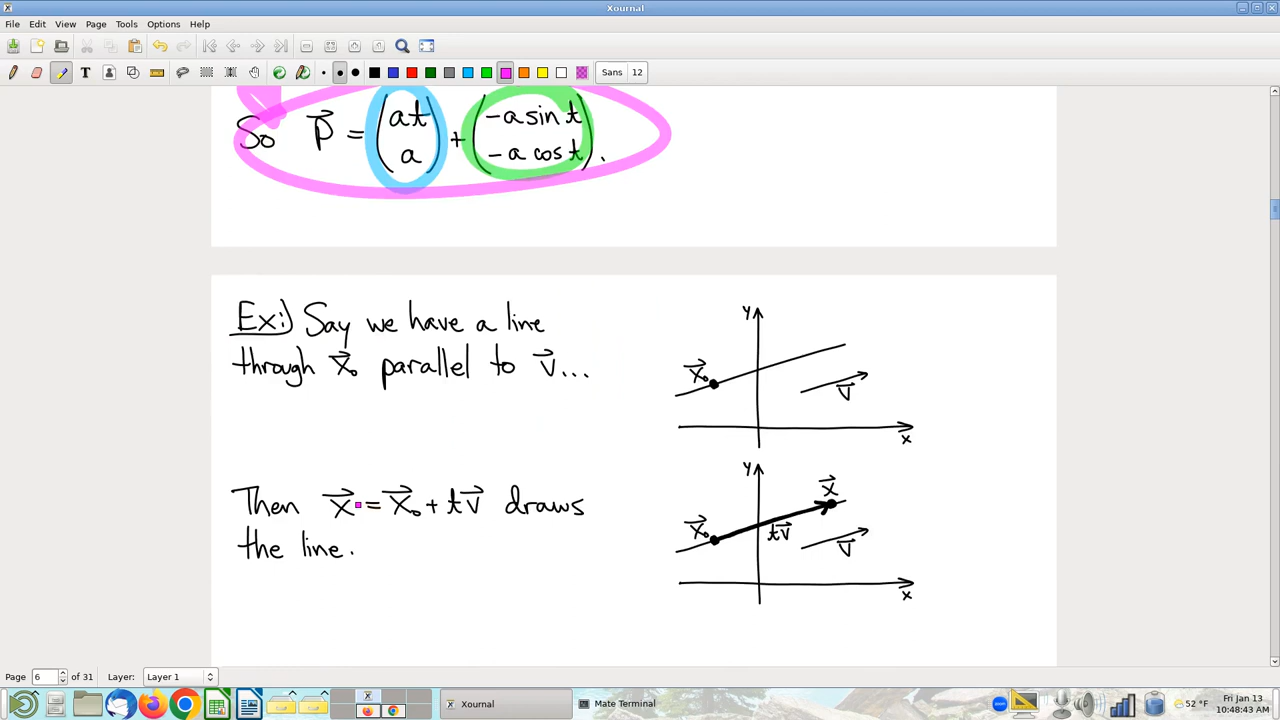 Xournal
File Edit View Page Tools Options Help
T
Sans 12
So P⃗ = (at a) + (-a sin t -a cos t).
Ex: Say we have a line
through x⃗₀ parallel to v⃗...
y
x⃗₀
v⃗
x
Then x⃗ = x⃗₀ + tv⃗ draws
the line.
y
x⃗
x⃗₀
tv⃗
v⃗
x
Page 6 of 31 Layer: Layer 1
Xournal
Mate Terminal
zoom
52 °F
Fri Jan 13
10:48:43 AM